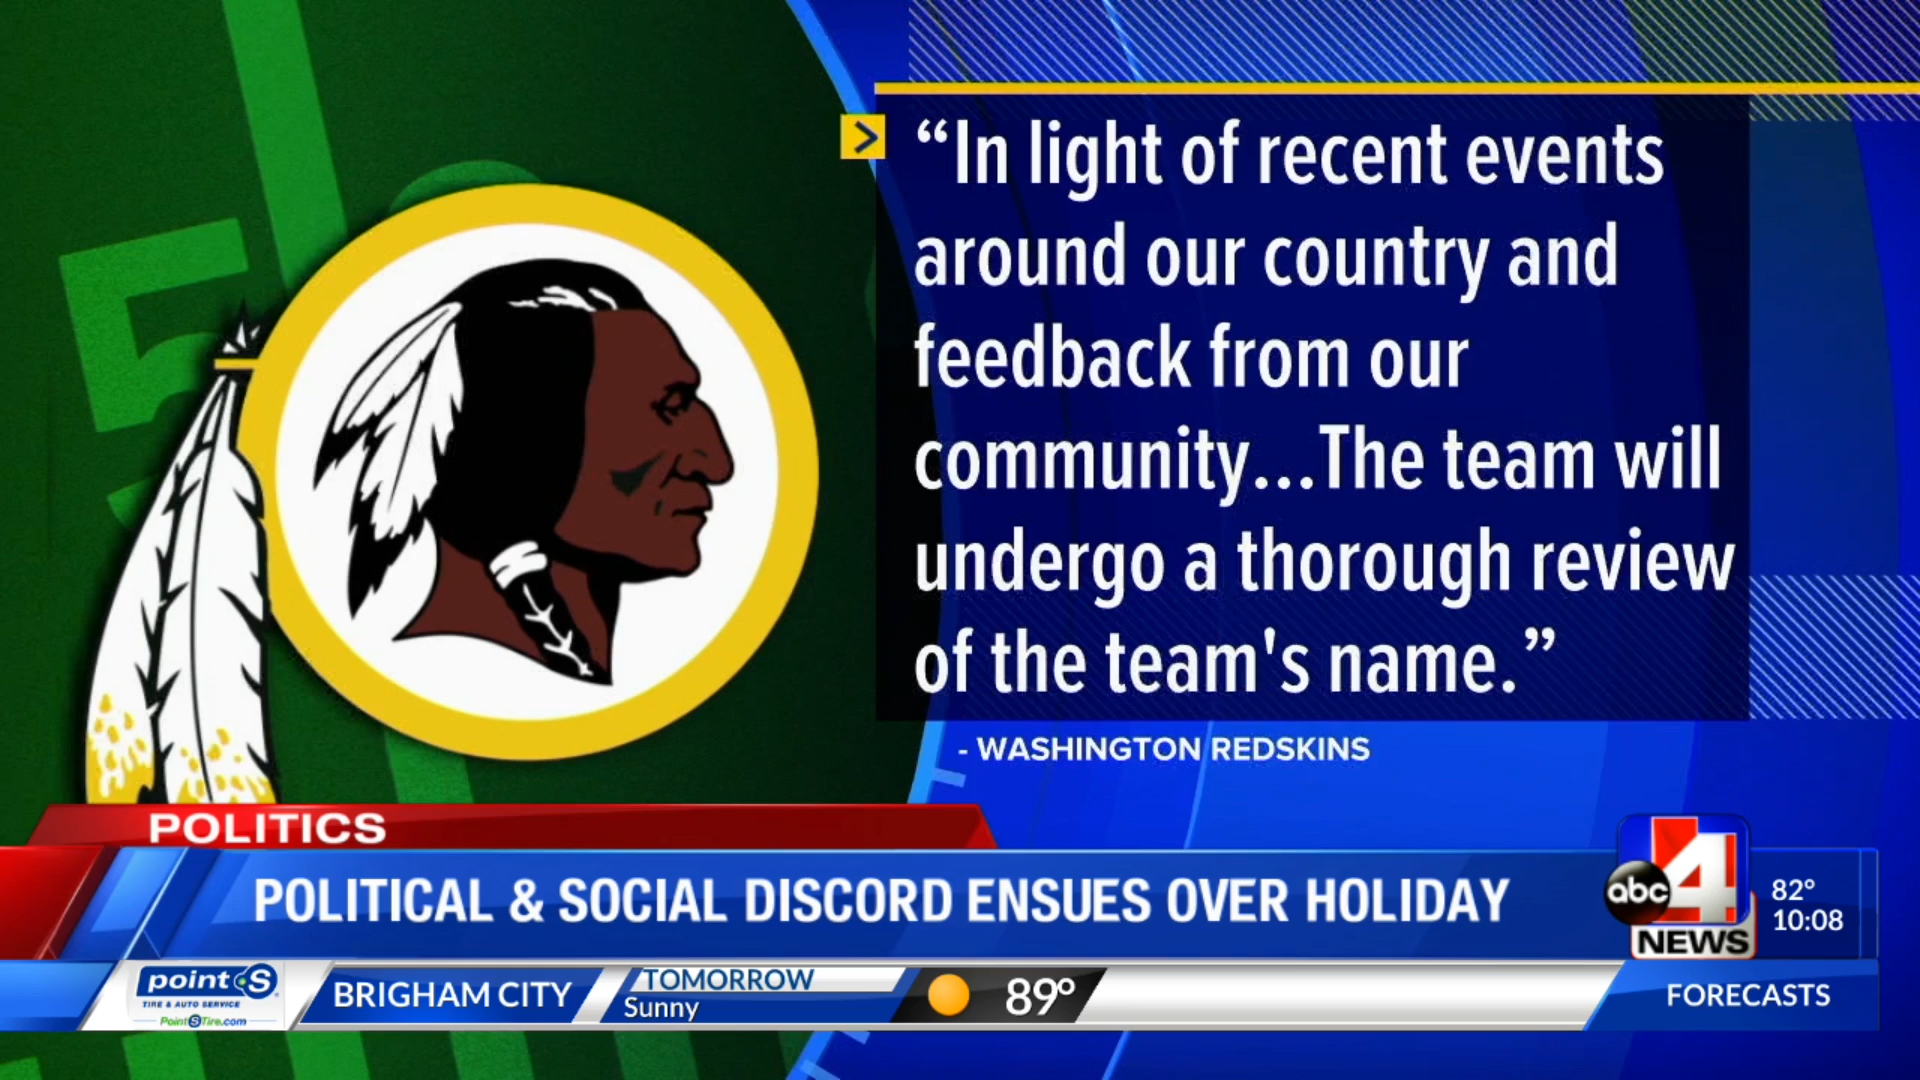 “In light of recent events
around our country and
feedback from our
community...The team will
undergo a thorough review
of the team's name.”
- WASHINGTON REDSKINS
POLITICS
POLITICAL & SOCIAL DISCORD ENSUES OVER HOLIDAY
abc 4
NEWS
82°
10:08
point S
TIRE & AUTO SERVICE
PointSTire.com
BRIGHAM CITY
TOMORROW
Sunny
89°
FORECASTS